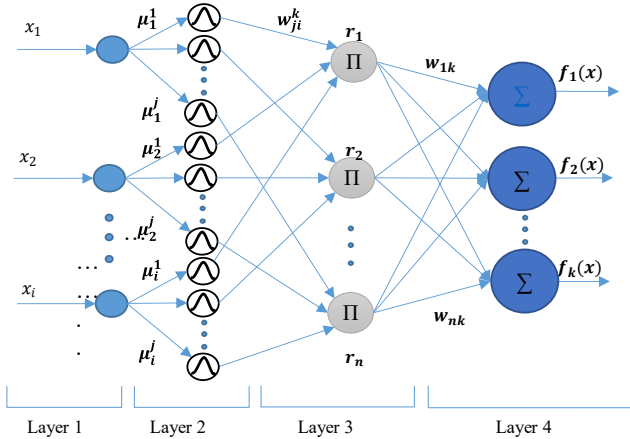 μ₁¹
wⱼᵢᵏ
x₁
r₁
Π
w₁ₖ
f₁(x)
Σ
μ₁ʲ
μ₂¹
x₂
r₂
Π
f₂(x)
Σ
μ₂ʲ
....
...
μᵢ¹
fₖ(x)
Σ
xᵢ
...
Π
wₙₖ
.
.
μᵢʲ
rₙ
Layer 1
Layer 2
Layer 3
Layer 4